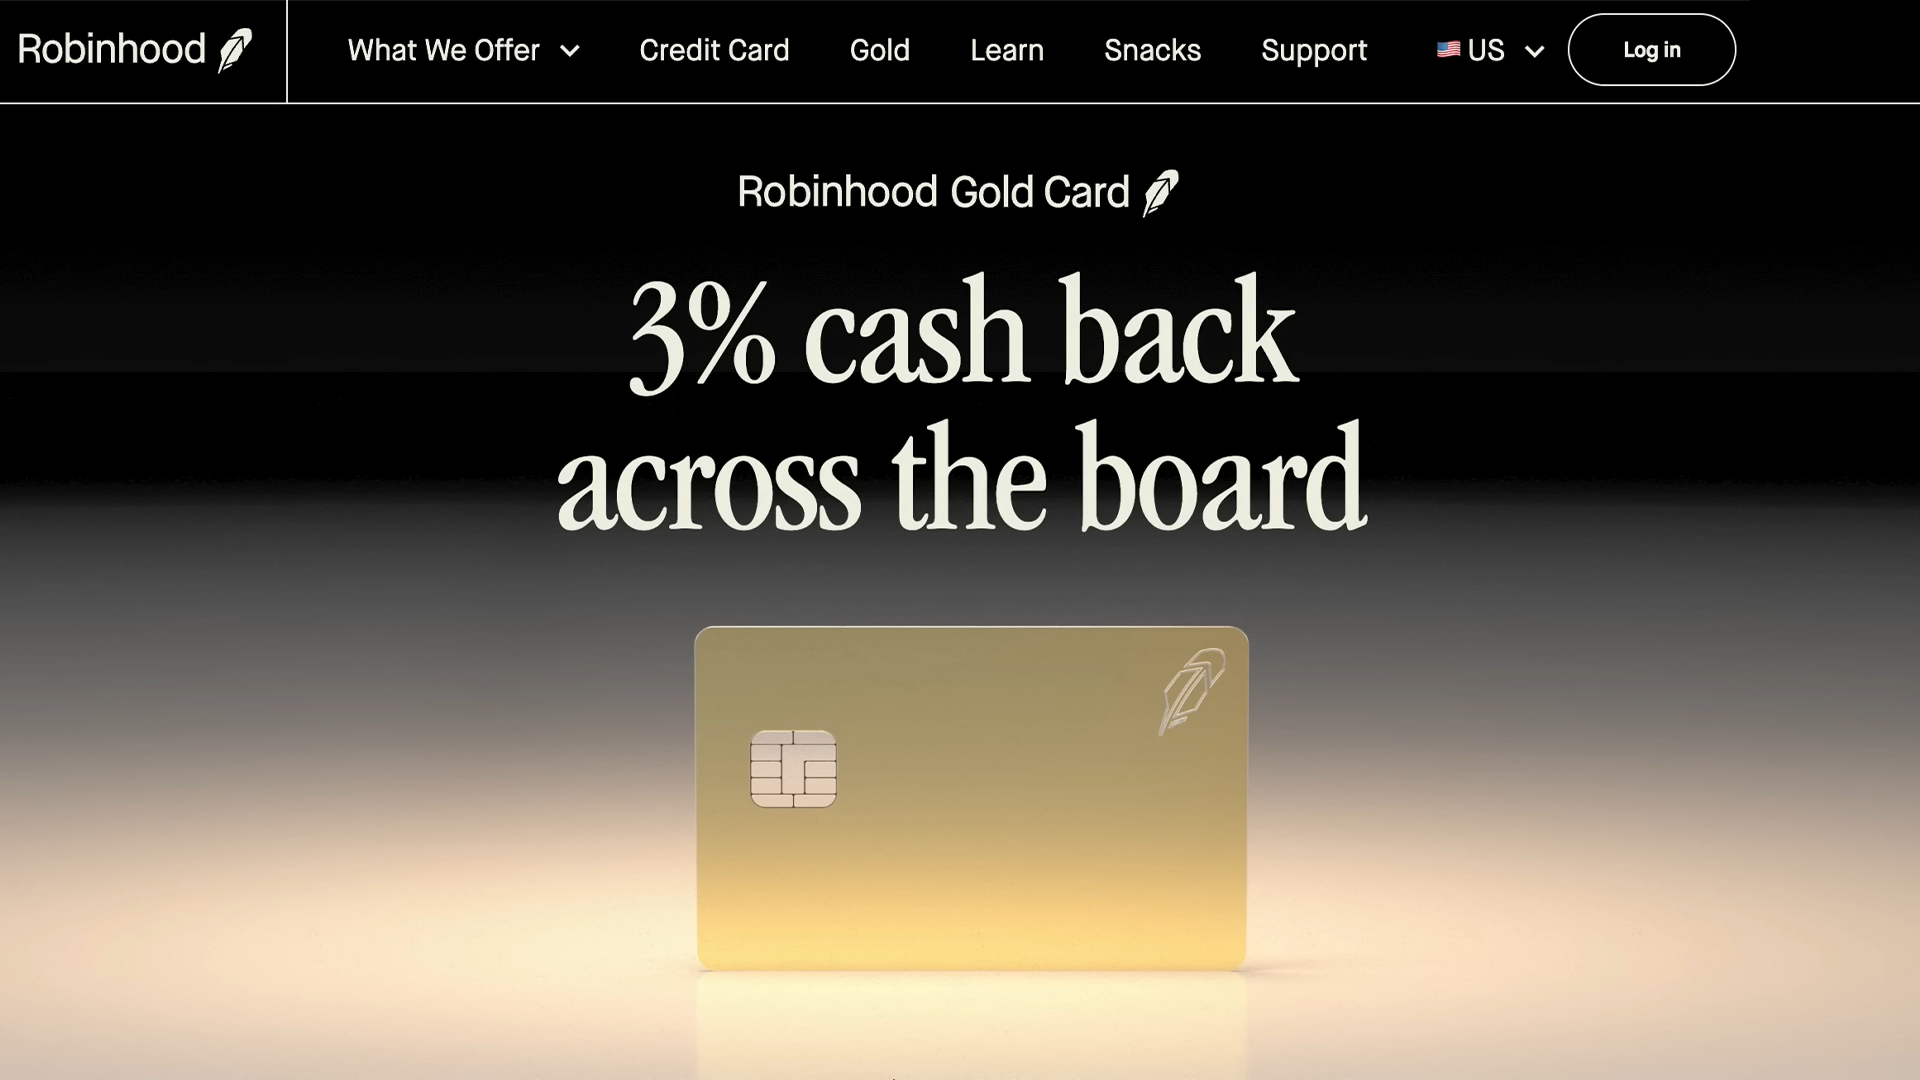 Robinhood
What We Offer
Credit Card
Gold
Learn
Snacks
Support
US
Log in
Robinhood Gold Card
3% cash back
across the board